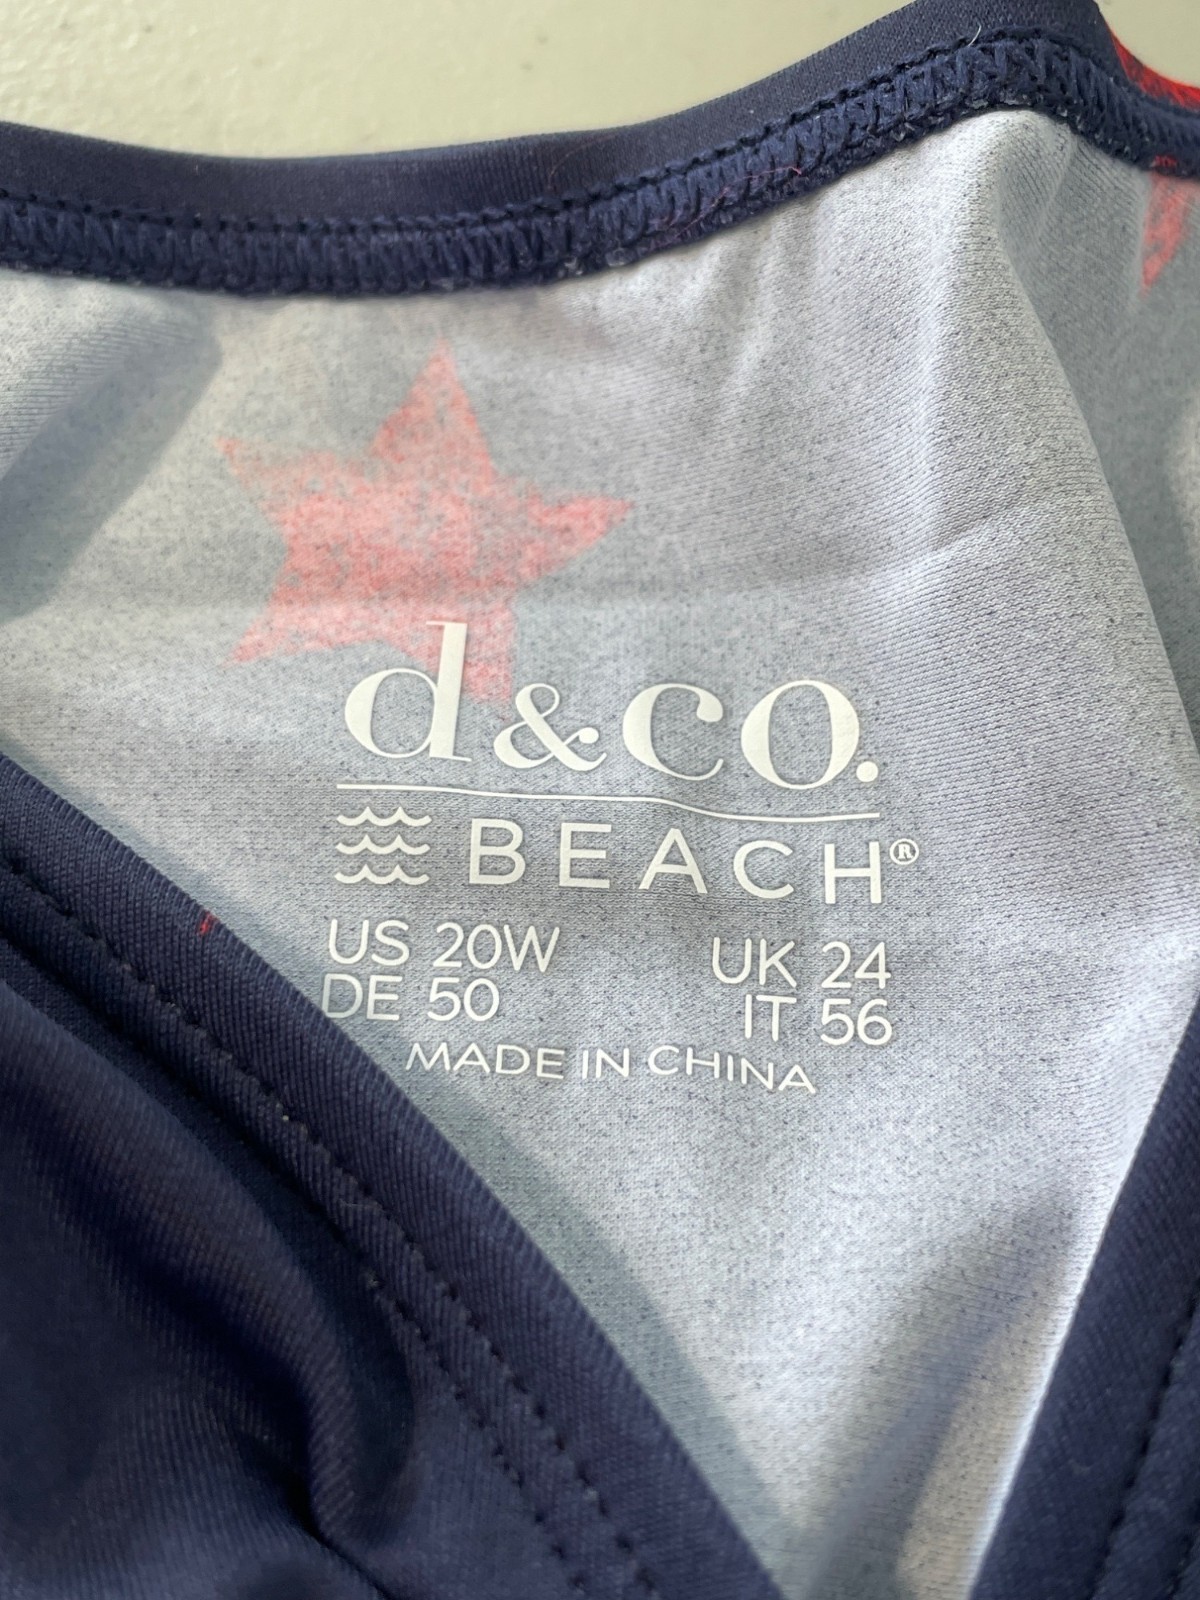 d&co.
BEACH®
US 20W UK 24
DE 50 IT 56
MADE IN CHINA